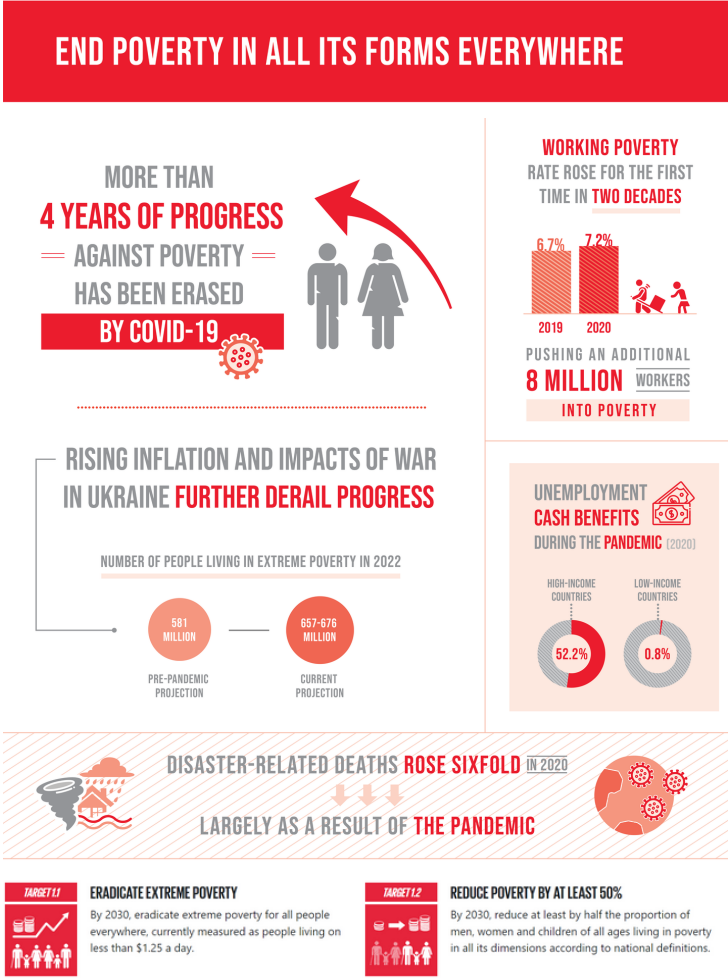 END POVERTY IN ALL ITS FORMS EVERYWHERE
MORE THAN
4 YEARS OF PROGRESS
AGAINST POVERTY
HAS BEEN ERASED
BY COVID-19
RISING INFLATION AND IMPACTS OF WAR
IN UKRAINE FURTHER DERAIL PROGRESS
NUMBER OF PEOPLE LIVING IN EXTREME POVERTY IN 2022
581
MILLION
657-676
MILLION
PRE-PANDEMIC
PROJECTION
CURRENT
PROJECTION
WORKING POVERTY
RATE ROSE FOR THE FIRST
TIME IN TWO DECADES
6.7% 7.2%
2019 2020
PUSHING AN ADDITIONAL
8 MILLION WORKERS
INTO POVERTY
UNEMPLOYMENT
CASH BENEFITS
DURING THE PANDEMIC (2020)
HIGH-INCOME
COUNTRIES
LOW-INCOME
COUNTRIES
52.2% 0.8%
DISASTER-RELATED DEATHS ROSE SIXFOLD IN 2020
LARGELY AS A RESULT OF THE PANDEMIC
TARGET 1.1
ERADICATE EXTREME POVERTY
By 2030, eradicate extreme poverty for all people
everywhere, currently measured as people living on
less than $1.25 a day.
TARGET 1.2
REDUCE POVERTY BY AT LEAST 50%
By 2030, reduce at least by half the proportion of
men, women and children of all ages living in poverty
in all its dimensions according to national definitions.